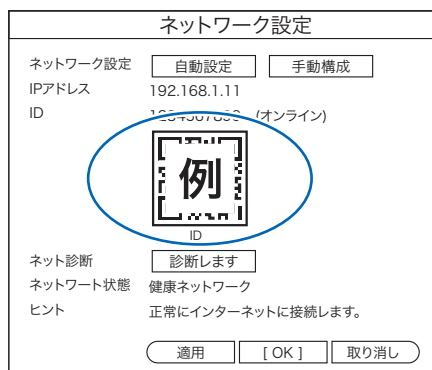 ネットワーク設定
ネットワーク設定 自動設定 手動構成
IPアドレス 192.168.1.11
ID (オンライン)
例
ID
ネット診断 診断します
ネットワート状態 健康ネットワーク
ヒント 正常にインターネットに接続します。
適用 [ OK ] 取り消し